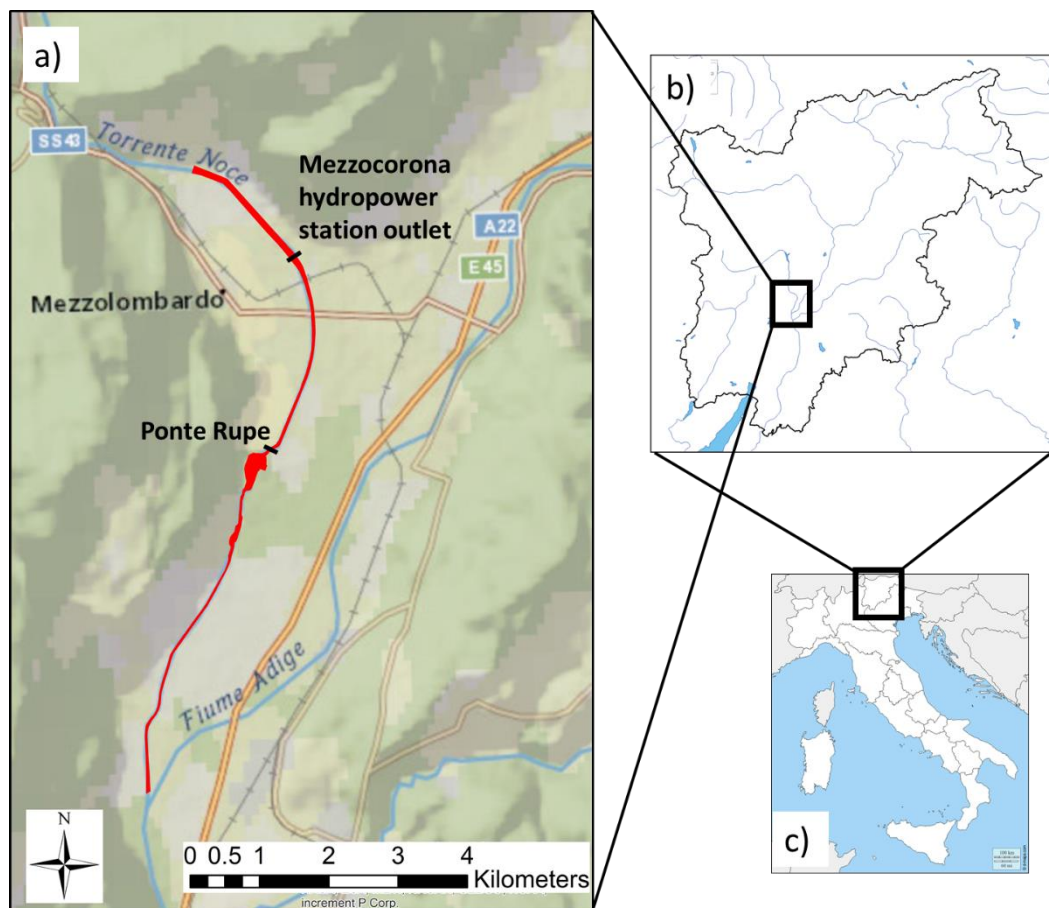 a)
SS43
Torrente Noce
Mezzocorona
hydropower
station outlet
A22
E45
Mezzolombardo
Ponte Rupe
Fiume Adige
N
0 0.5 1 2 3 4
Kilometers
increment P Corp.
b)
c)